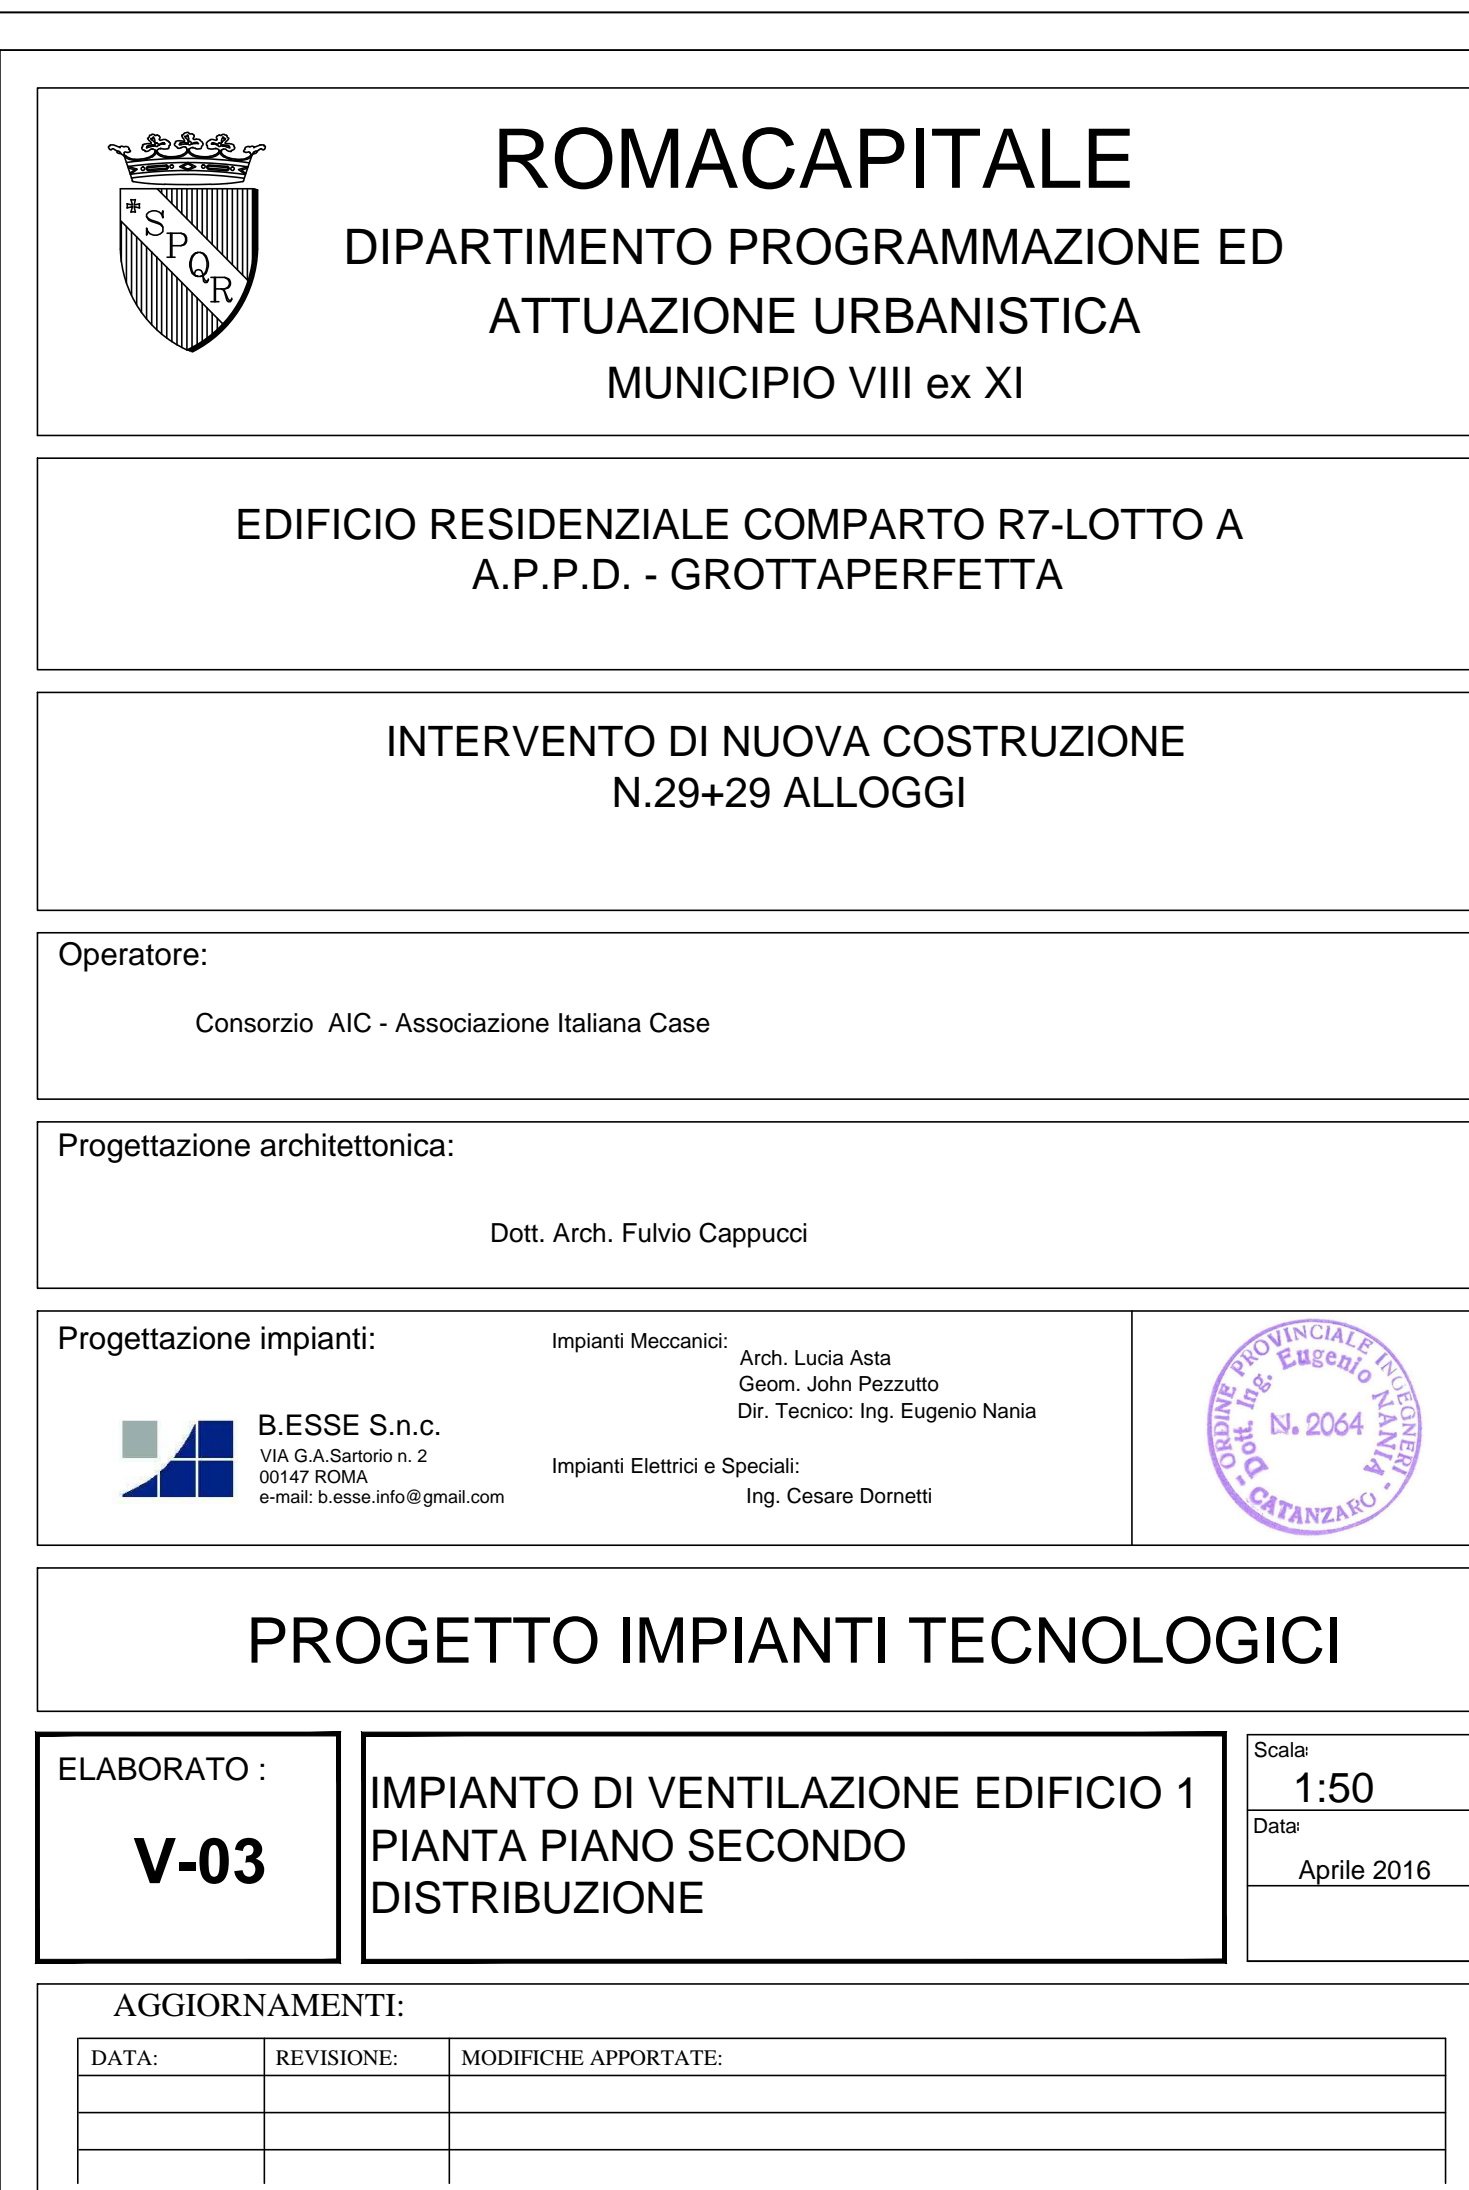 ROMACAPITALE
SPQR
DIPARTIMENTO PROGRAMMAZIONE ED
ATTUAZIONE URBANISTICA
MUNICIPIO VIII ex XI
EDIFICIO RESIDENZIALE COMPARTO R7-LOTTO A
A.P.P.D. - GROTTAPERFETTA
INTERVENTO DI NUOVA COSTRUZIONE
N.29+29 ALLOGGI
Operatore:
Consorzio AIC - Associazione Italiana Case
Progettazione architettonica:
Dott. Arch. Fulvio Cappucci
Progettazione impianti:
B.ESSE S.n.c.
VIA G.A.Sartorio n. 2
00147 ROMA
e-mail: b.esse.info@gmail.com
Impianti Meccanici:
Arch. Lucia Asta
Geom. John Pezzutto
Dir. Tecnico: Ing. Eugenio Nania
Impianti Elettrici e Speciali:
Ing. Cesare Dornetti
ORDINE PROVINCIALE INGEGNERI
- CATANZARO -
Dott. Ing. Eugenio NANIA
N. 2064
PROGETTO IMPIANTI TECNOLOGICI
ELABORATO :
V-03
IMPIANTO DI VENTILAZIONE EDIFICIO 1
PIANTA PIANO SECONDO
DISTRIBUZIONE
Scala:
1:50
Data:
Aprile 2016
AGGIORNAMENTI:
DATA: REVISIONE: MODIFICHE APPORTATE: